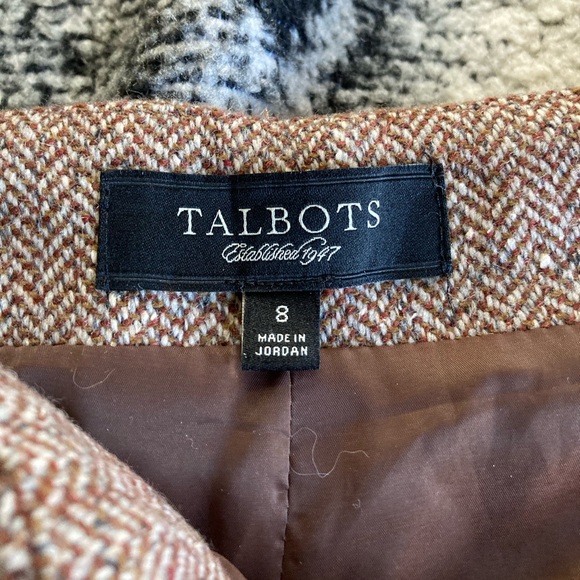 TALBOTS
Established 1947
8
MADE IN
JORDAN